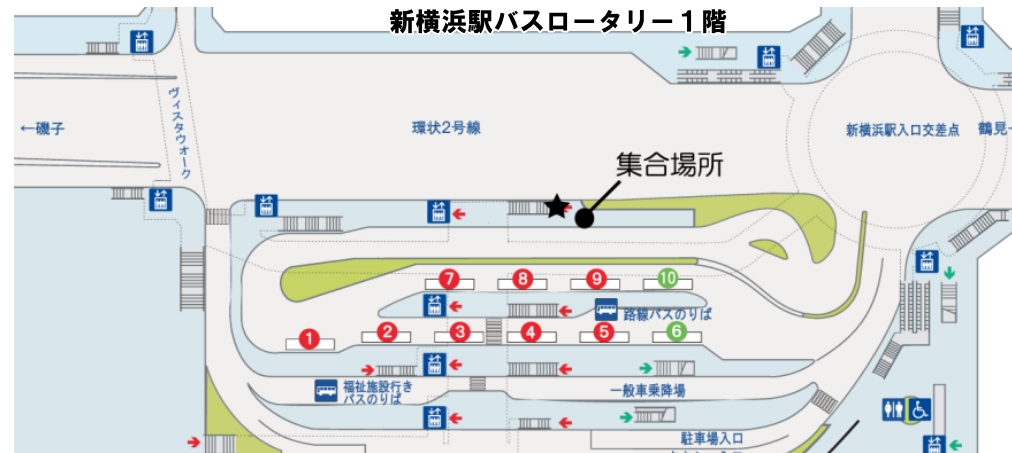 新横浜駅バスロータリー１階
ヴィスタウォーク
←磯子
環状2号線
新横浜駅入口交差点
鶴見→
集合場所
7
8
9
10
路線バスのりば
1
2
3
4
5
6
福祉施設行き
バスのりば
一般車乗降場
駐車場入口